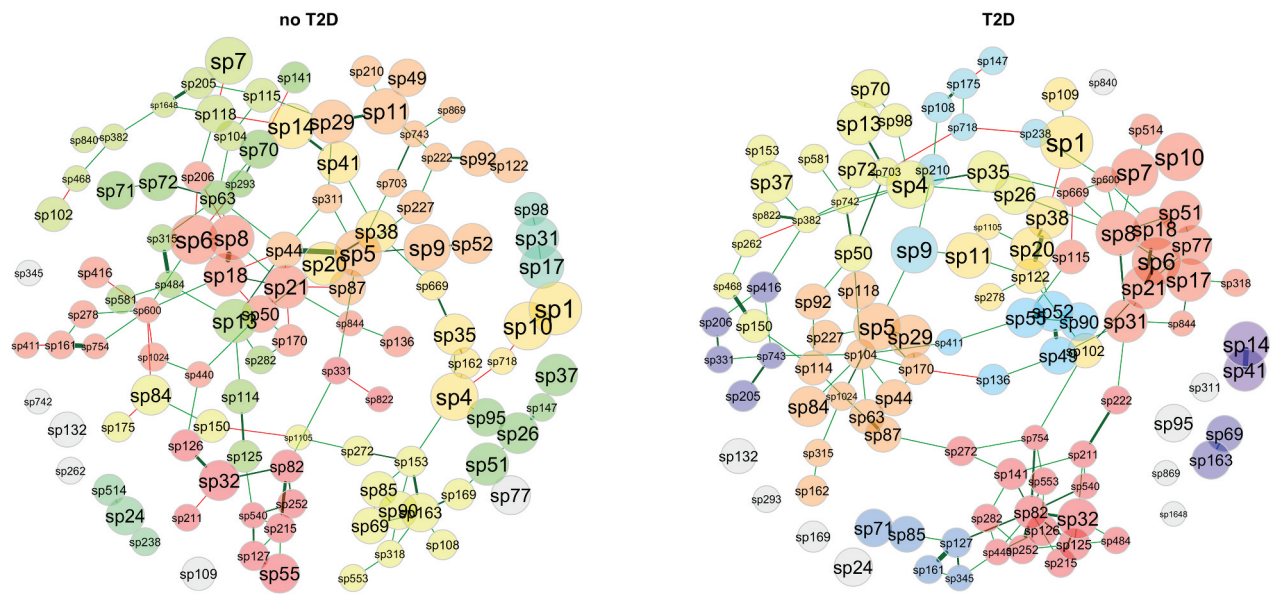 no T2D
sp7
sp205
sp141
sp210
sp49
sp1648
sp115
sp118
sp11
sp869
sp14
sp29
sp840
sp382
sp104
sp743
sp70
sp41
sp222
sp92
sp122
sp468
sp206
sp71
sp72
sp293
sp703
sp63
sp311
sp227
sp102
sp98
sp315
sp6
sp8
sp38
sp31
sp44
sp5
sp9
sp52
sp20
sp17
sp345
sp416
sp18
sp484
sp21
sp87
sp669
sp581
sp600
sp1
sp278
sp13
sp50
sp844
sp10
sp411
sp161
sp754
sp170
sp136
sp35
sp1024
sp282
sp162
sp718
sp440
sp331
sp37
sp742
sp84
sp114
sp822
sp4
sp147
sp132
sp175
sp150
sp95
sp26
sp126
sp1105
sp272
sp262
sp125
sp82
sp153
sp51
sp514
sp32
sp85
sp169
sp77
sp252
sp24
sp211
sp540
sp90
sp163
sp215
sp69
sp238
sp127
sp318
sp108
sp109
sp55
sp553
T2D
sp147
sp175
sp840
sp70
sp109
sp108
sp13
sp98
sp718
sp238
sp514
sp1
sp153
sp581
sp10
sp72
sp703
sp210
sp35
sp7
sp37
sp4
sp600
sp669
sp742
sp26
sp822
sp382
sp38
sp51
sp1105
sp8
sp18
sp262
sp50
sp9
sp11
sp20
sp115
sp77
sp6
sp122
sp468
sp416
sp118
sp278
sp21
sp17
sp318
sp92
sp206
sp150
sp5
sp55
sp52
sp90
sp31
sp844
sp227
sp29
sp411
sp14
sp331
sp743
sp104
sp49
sp102
sp114
sp170
sp136
sp41
sp205
sp1024
sp44
sp311
sp84
sp63
sp222
sp95
sp87
sp754
sp69
sp132
sp315
sp272
sp211
sp163
sp141
sp553
sp869
sp162
sp540
sp293
sp82
sp32
sp1648
sp282
sp126
sp71
sp85
sp169
sp127
sp125
sp484
sp440
sp252
sp24
sp161
sp345
sp215